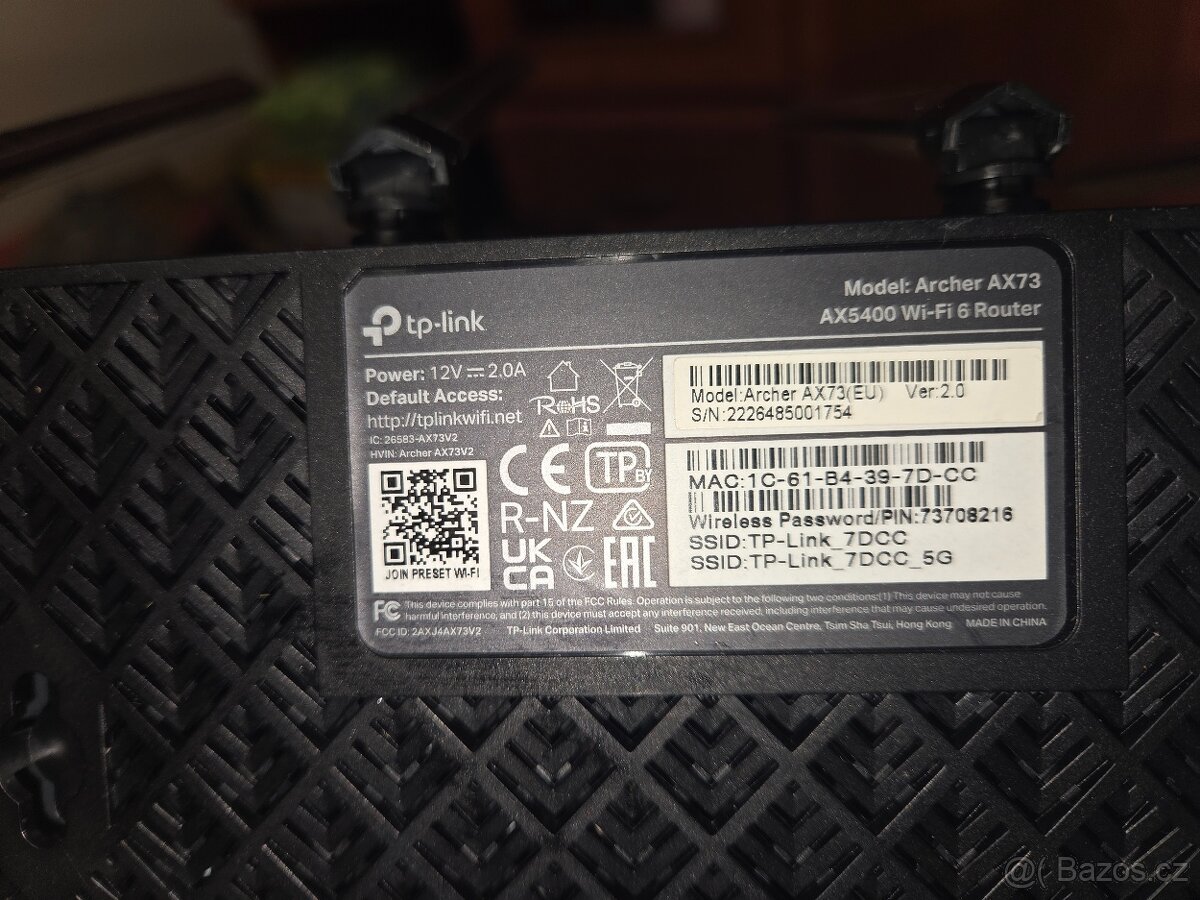 tp-link
Model: Archer AX73
AX5400 Wi-Fi 6 Router
Power: 12V 2.0A
Default Access:
http://tplinkwifi.net
IC: 26583-AX73V2
HVIN: Archer AX73V2
RoHS
CE
TP BY
R-NZ
UK
CA
EAC
JOIN PRESET WI-FI
Model:Archer AX73(EU) Ver:2.0
S/N:2226485001754
MAC:1C-61-B4-39-7D-CC
Wireless Password/PIN:73708216
SSID:TP-Link_7DCC
SSID:TP-Link_7DCC_5G
FC This device complies with part 15 of the FCC Rules. Operation is subject to the following two conditions:(1) This device may not cause
harmful interference, and (2) this device must accept any interference received, including interference that may cause undesired operation.
FCC ID: 2AXJ4AX73V2 TP-Link Corporation Limited Suite 901, New East Ocean Centre, Tsim Sha Tsui, Hong Kong MADE IN CHINA
@( Bazoš.cz